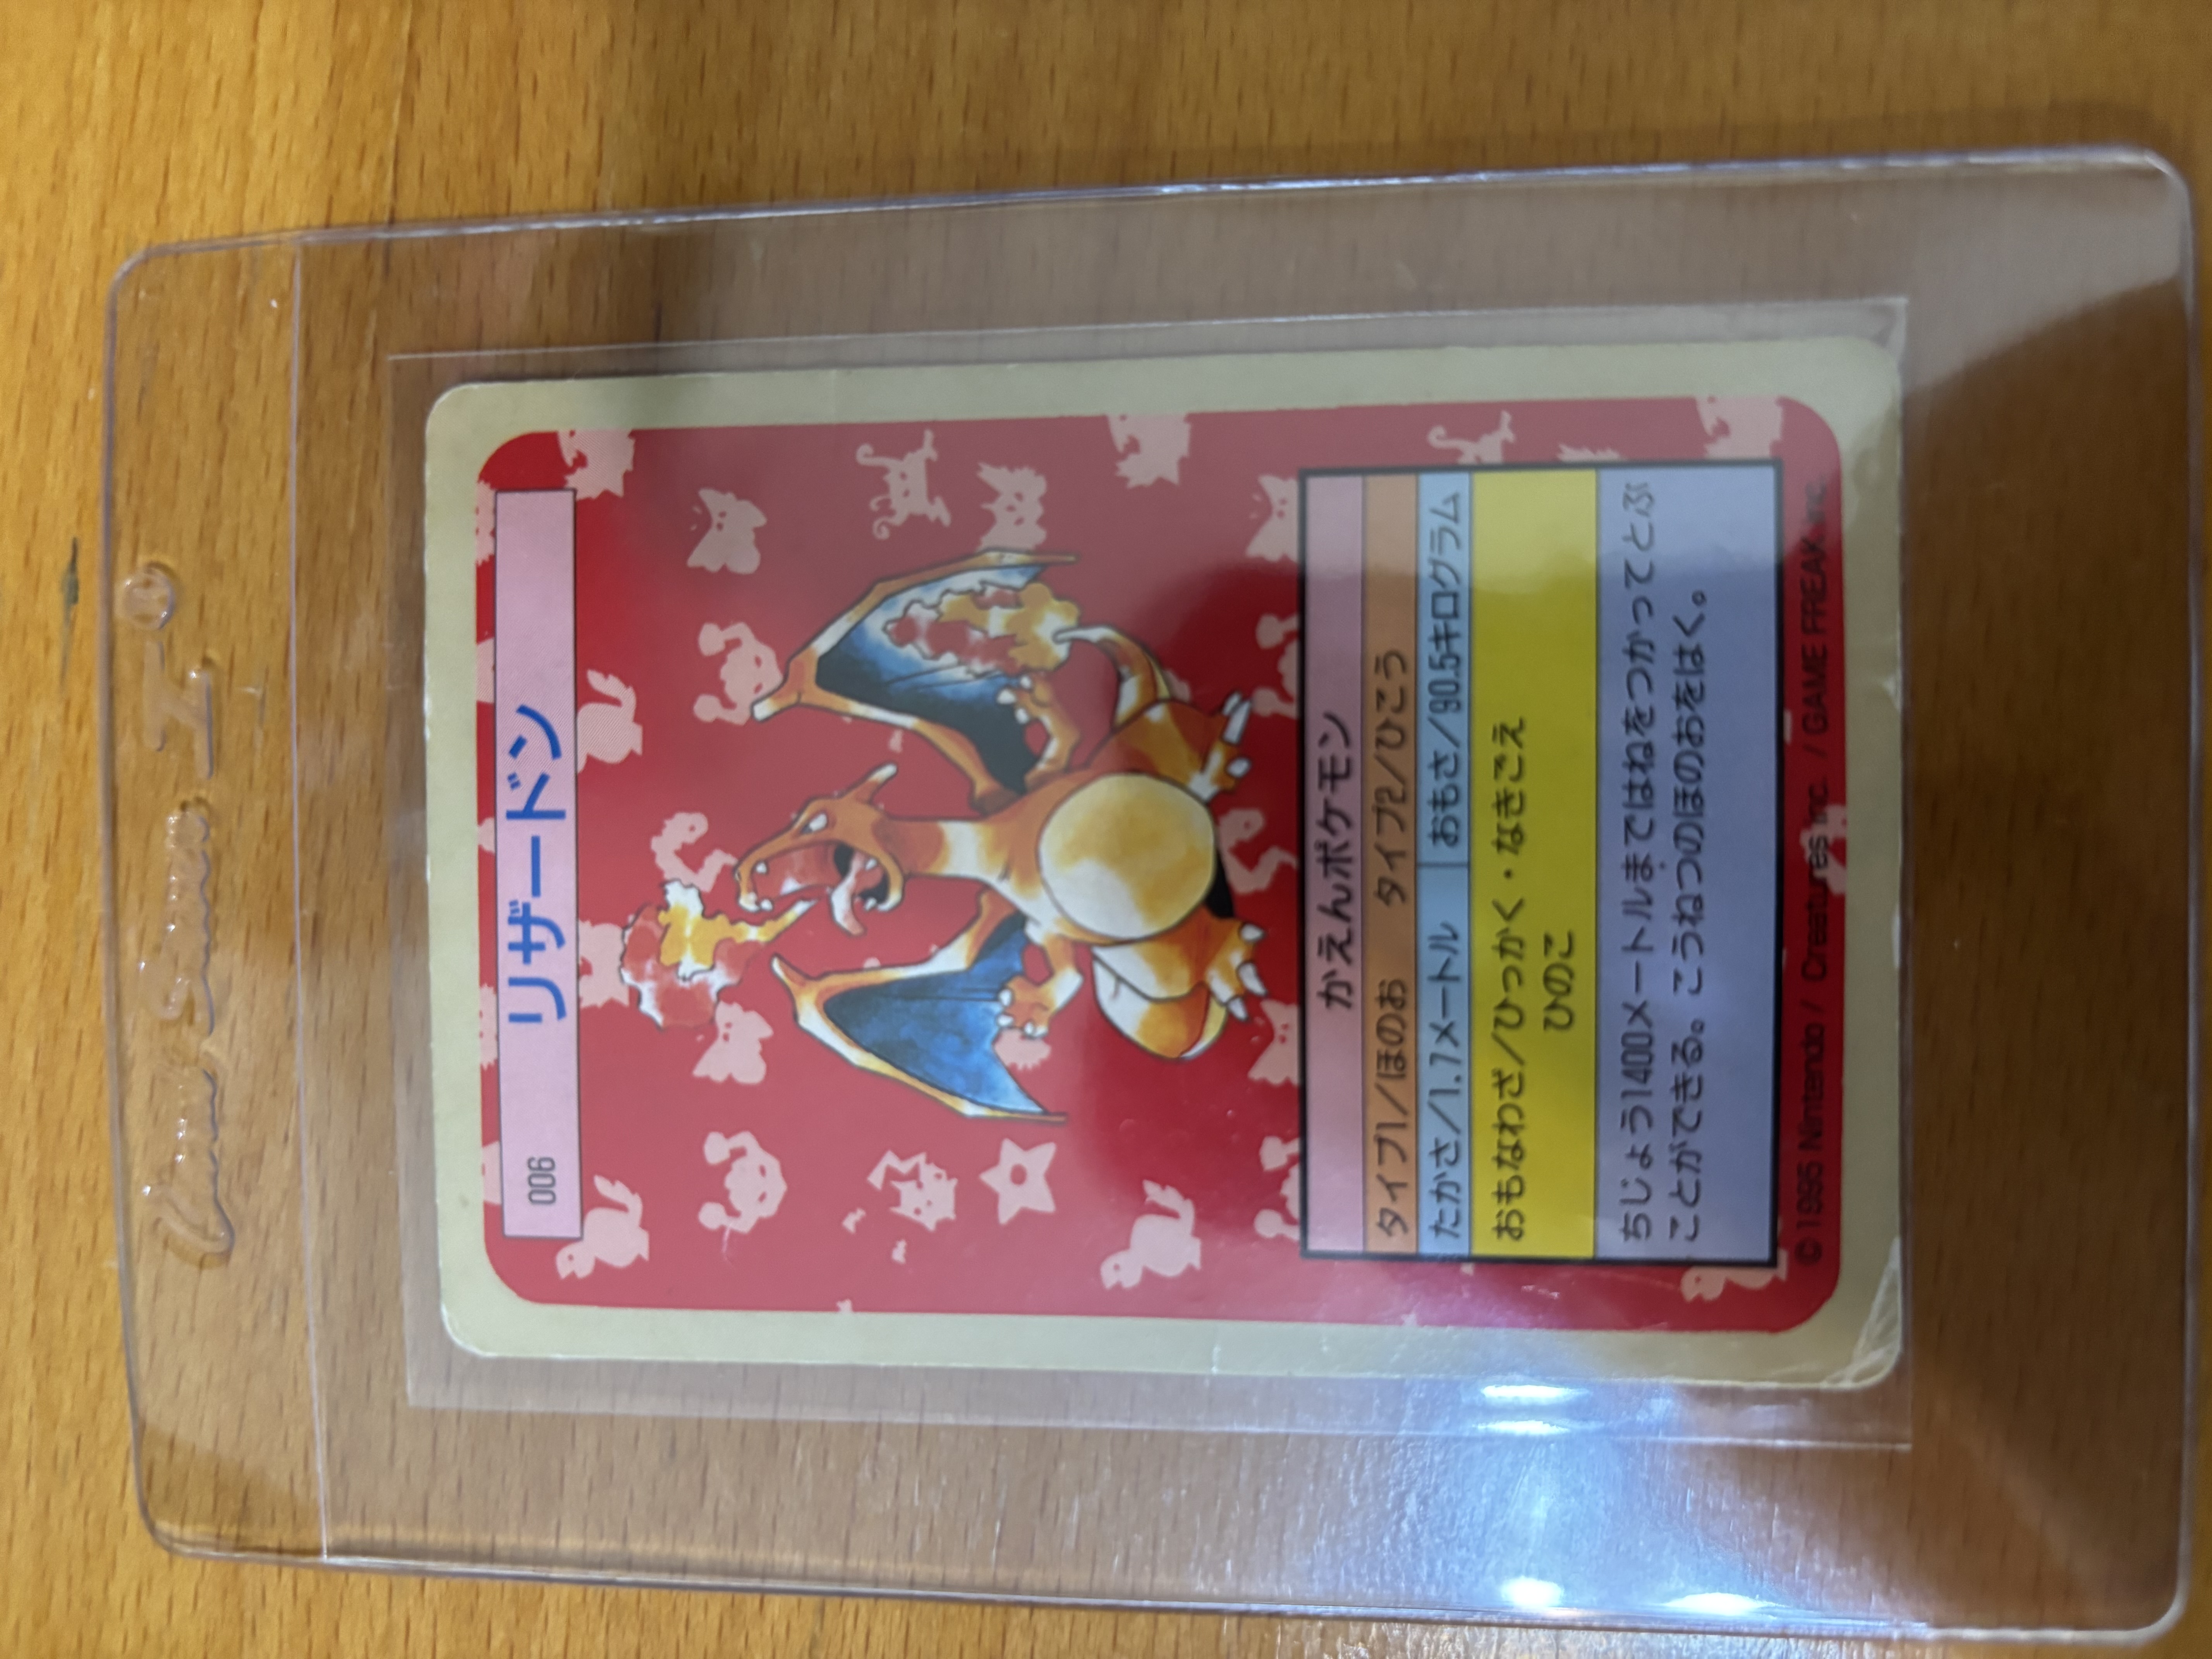 Card Saver I®
006 リザードン
かえんポケモン
タイプ1/ほのお タイプ2/ひこう
たかさ/1.7メートル おもさ/90.5キログラム
おもなわざ/ひっかく・なきごえ
ひのこ
ちじょう1400メートルまではねをつかってとぶ
ことができる。こうねつのほのおをはく。
©1995 Nintendo / Creatures inc. / GAME FREAK inc.